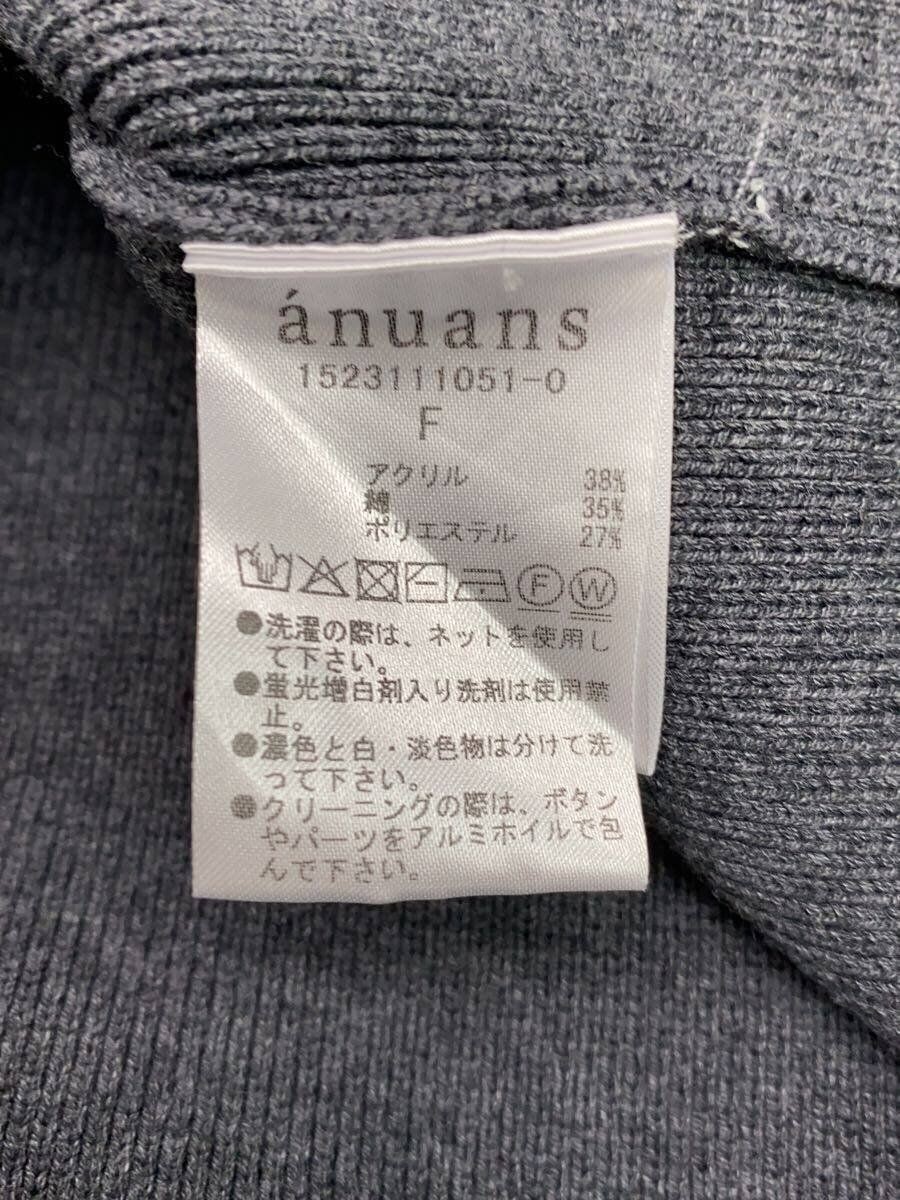 ánuans
1523111051-0
F
アクリル 38%
綿 35%
ポリエステル 27%
F W
●洗濯の際は、ネットを使用し
て下さい。
●蛍光増白剤入り洗剤は使用禁
止。
●濃色と白・淡色物は分けて洗
って下さい。
●クリーニングの際は、ボタン
やパーツをアルミホイルで包
んで下さい。